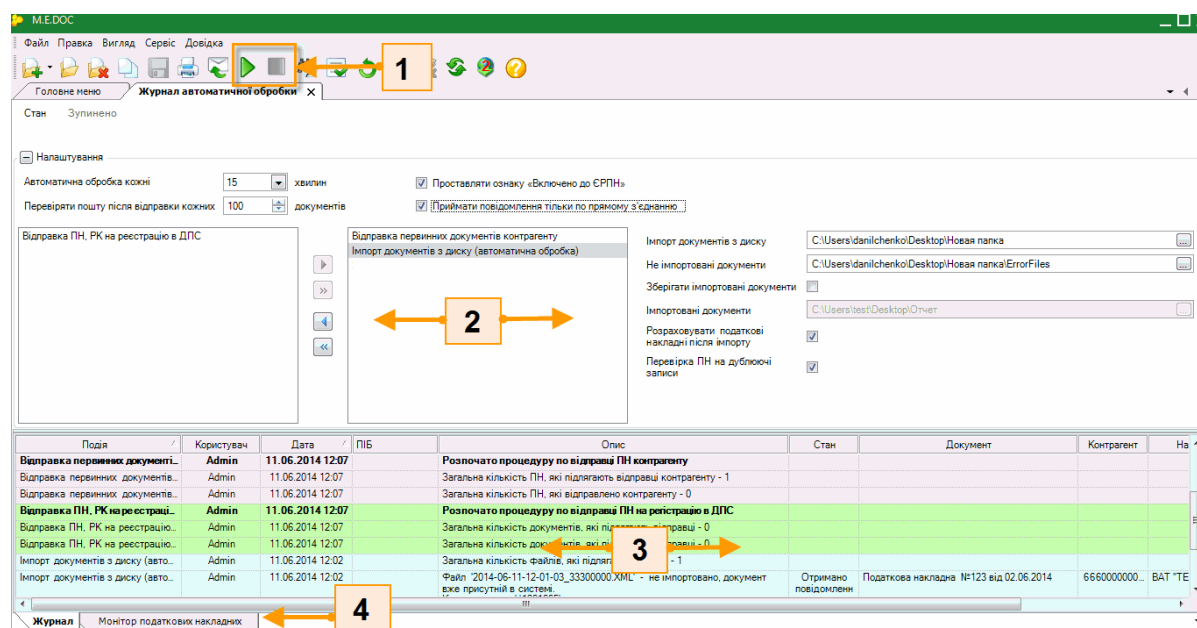 M.E.DOC
Файл Правка Вигляд Сервіс Довідка
1
Головне меню Журнал автоматичної обробки X
Стан Зупинено
Налаштування
Автоматична обробка кожні 15 хвилин Проставляти ознаку «Включено до ЄРПН»
Перевіряти пошту після відправки кожних 100 документів Приймати повідомлення тільки по прямому з'єднанню
Відправка ПН, РК на реєстрацію в ДПС
Відправка первинних документів контрагенту
Імпорт документів з диску (автоматична обробка)
2
Імпорт документів з диску C:\Users\danilchenko\Desktop\Новая папка ...
Не імпортовані документи C:\Users\danilchenko\Desktop\Новая папка\ErrorFiles ...
Зберігати імпортовані документи
Імпортовані документи C:\Users\test\Desktop\Отчет ...
Розраховувати податкові
накладні після імпорту
Перевірка ПН на дублюючі
записи
Подія Користувач Дата ПІБ Опис Стан Документ Контрагент На
Відправка первинних документі... Admin 11.06.2014 12:07 Розпочато процедуру по відправці ПН контрагенту
Відправка первинних документів... Admin 11.06.2014 12:07 Загальна кількість ПН, які підлягають відправці контрагенту - 1
Відправка первинних документів... Admin 11.06.2014 12:07 Загальна кількість ПН, які відправлено контрагенту - 0
Відправка ПН, РК на реєстраці... Admin 11.06.2014 12:07 Розпочато процедуру по відправці ПН на регістрацію в ДПС
Відправка ПН, РК на реєстрацію... Admin 11.06.2014 12:07 Загальна кількість документів, які відправці - 0
Відправка ПН, РК на реєстрацію... Admin 11.06.2014 12:07 Загальна кількість - 0
3
Імпорт документів з диску (авто... Admin 11.06.2014 12:02 Загальна кількість файлів, які - 1
Імпорт документів з диску (авто... Admin 11.06.2014 12:02 Файл '2014-06-11-12-01-03_33300000.XML' - не імпортовано, документ Отримано Податкова накладна №123 від 02.06.2014 6660000000... ВАТ "ТЕ
вже присутній в системі. повідомленн
4
Журнал Монітор податкових накладних